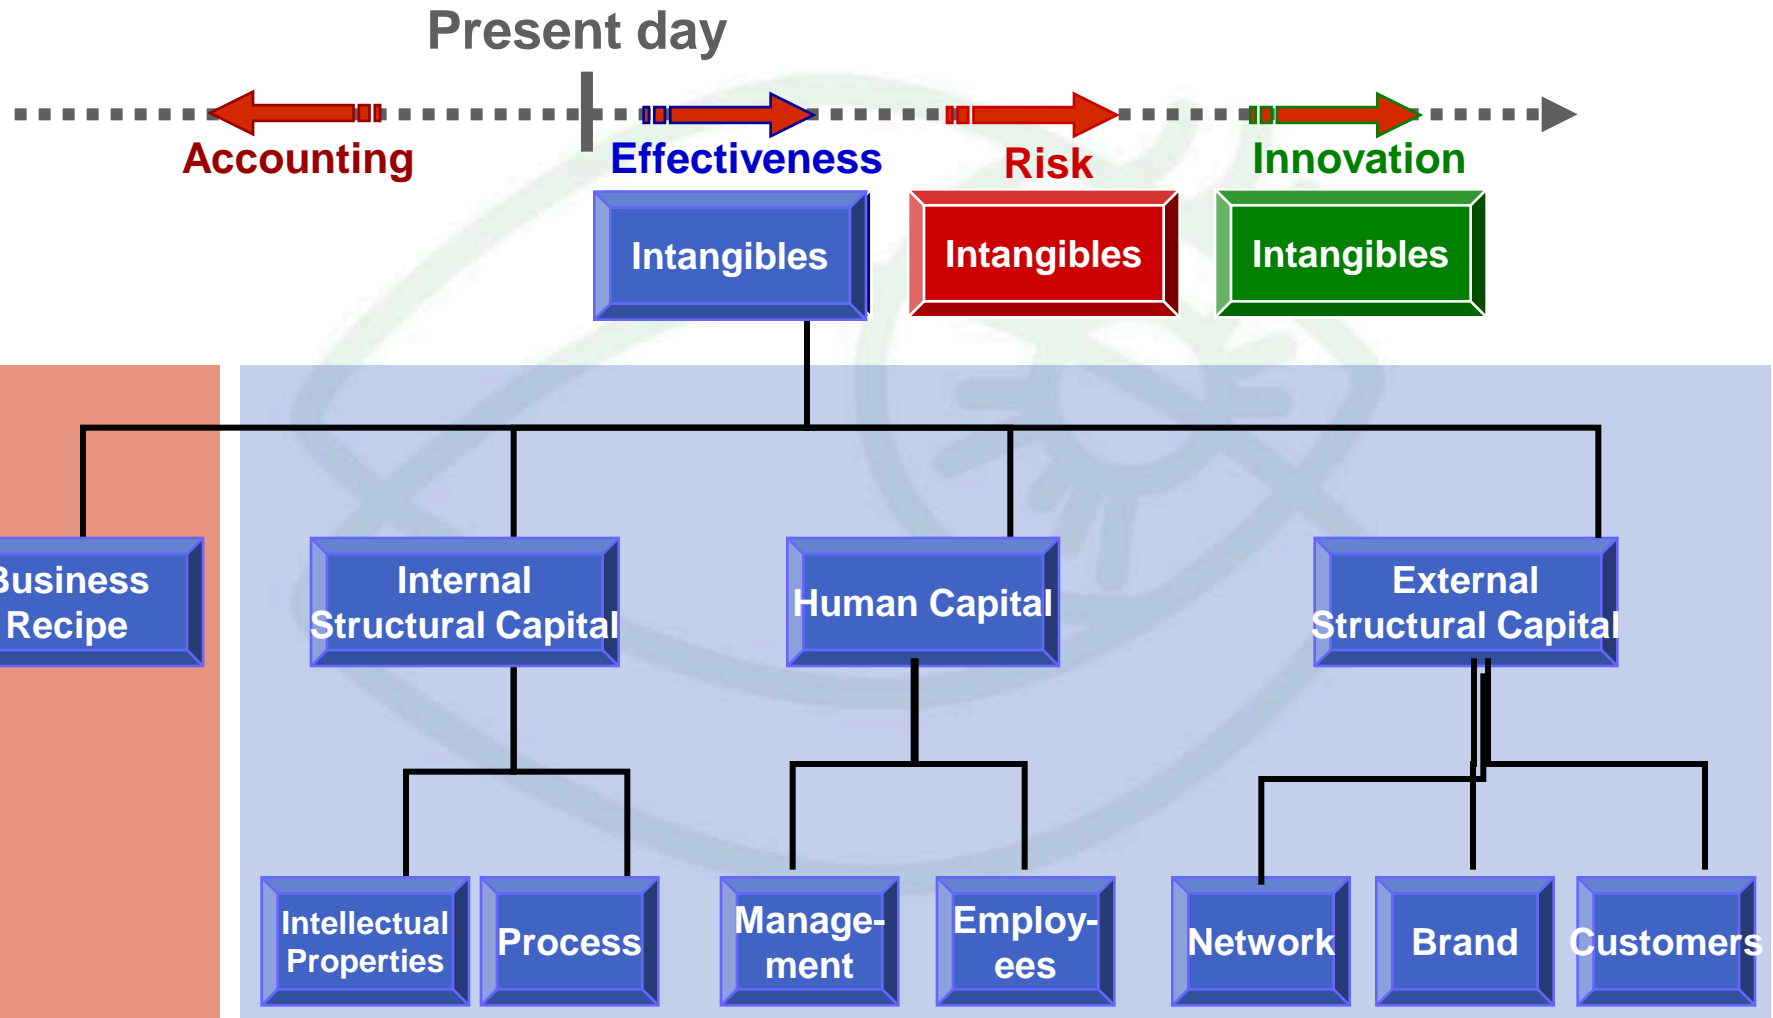 Present day
Accounting
Effectiveness
Risk
Innovation
Intangibles
Intangibles
Intangibles
Business
Recipe
Internal
Structural Capital
Human Capital
External
Structural Capital
Intellectual
Properties
Process
Manage-
ment
Employ-
ees
Network
Brand
Customers